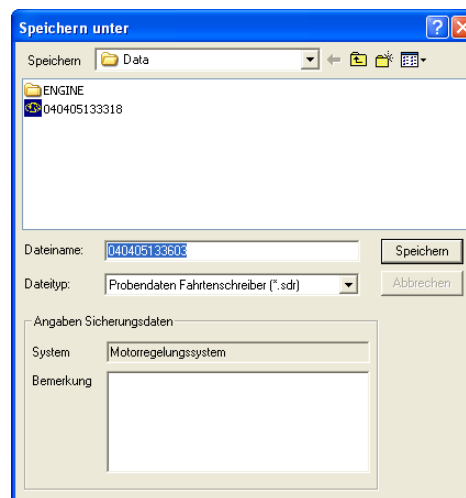 Speichern unter
Speichern Data
ENGINE
040405133318
Dateiname: 040405133603 Speichern
Dateityp: Probendaten Fahrtenschreiber (*.sdr) Abbrechen
Angaben Sicherungsdaten
System Motorregelungssystem
Bemerkung